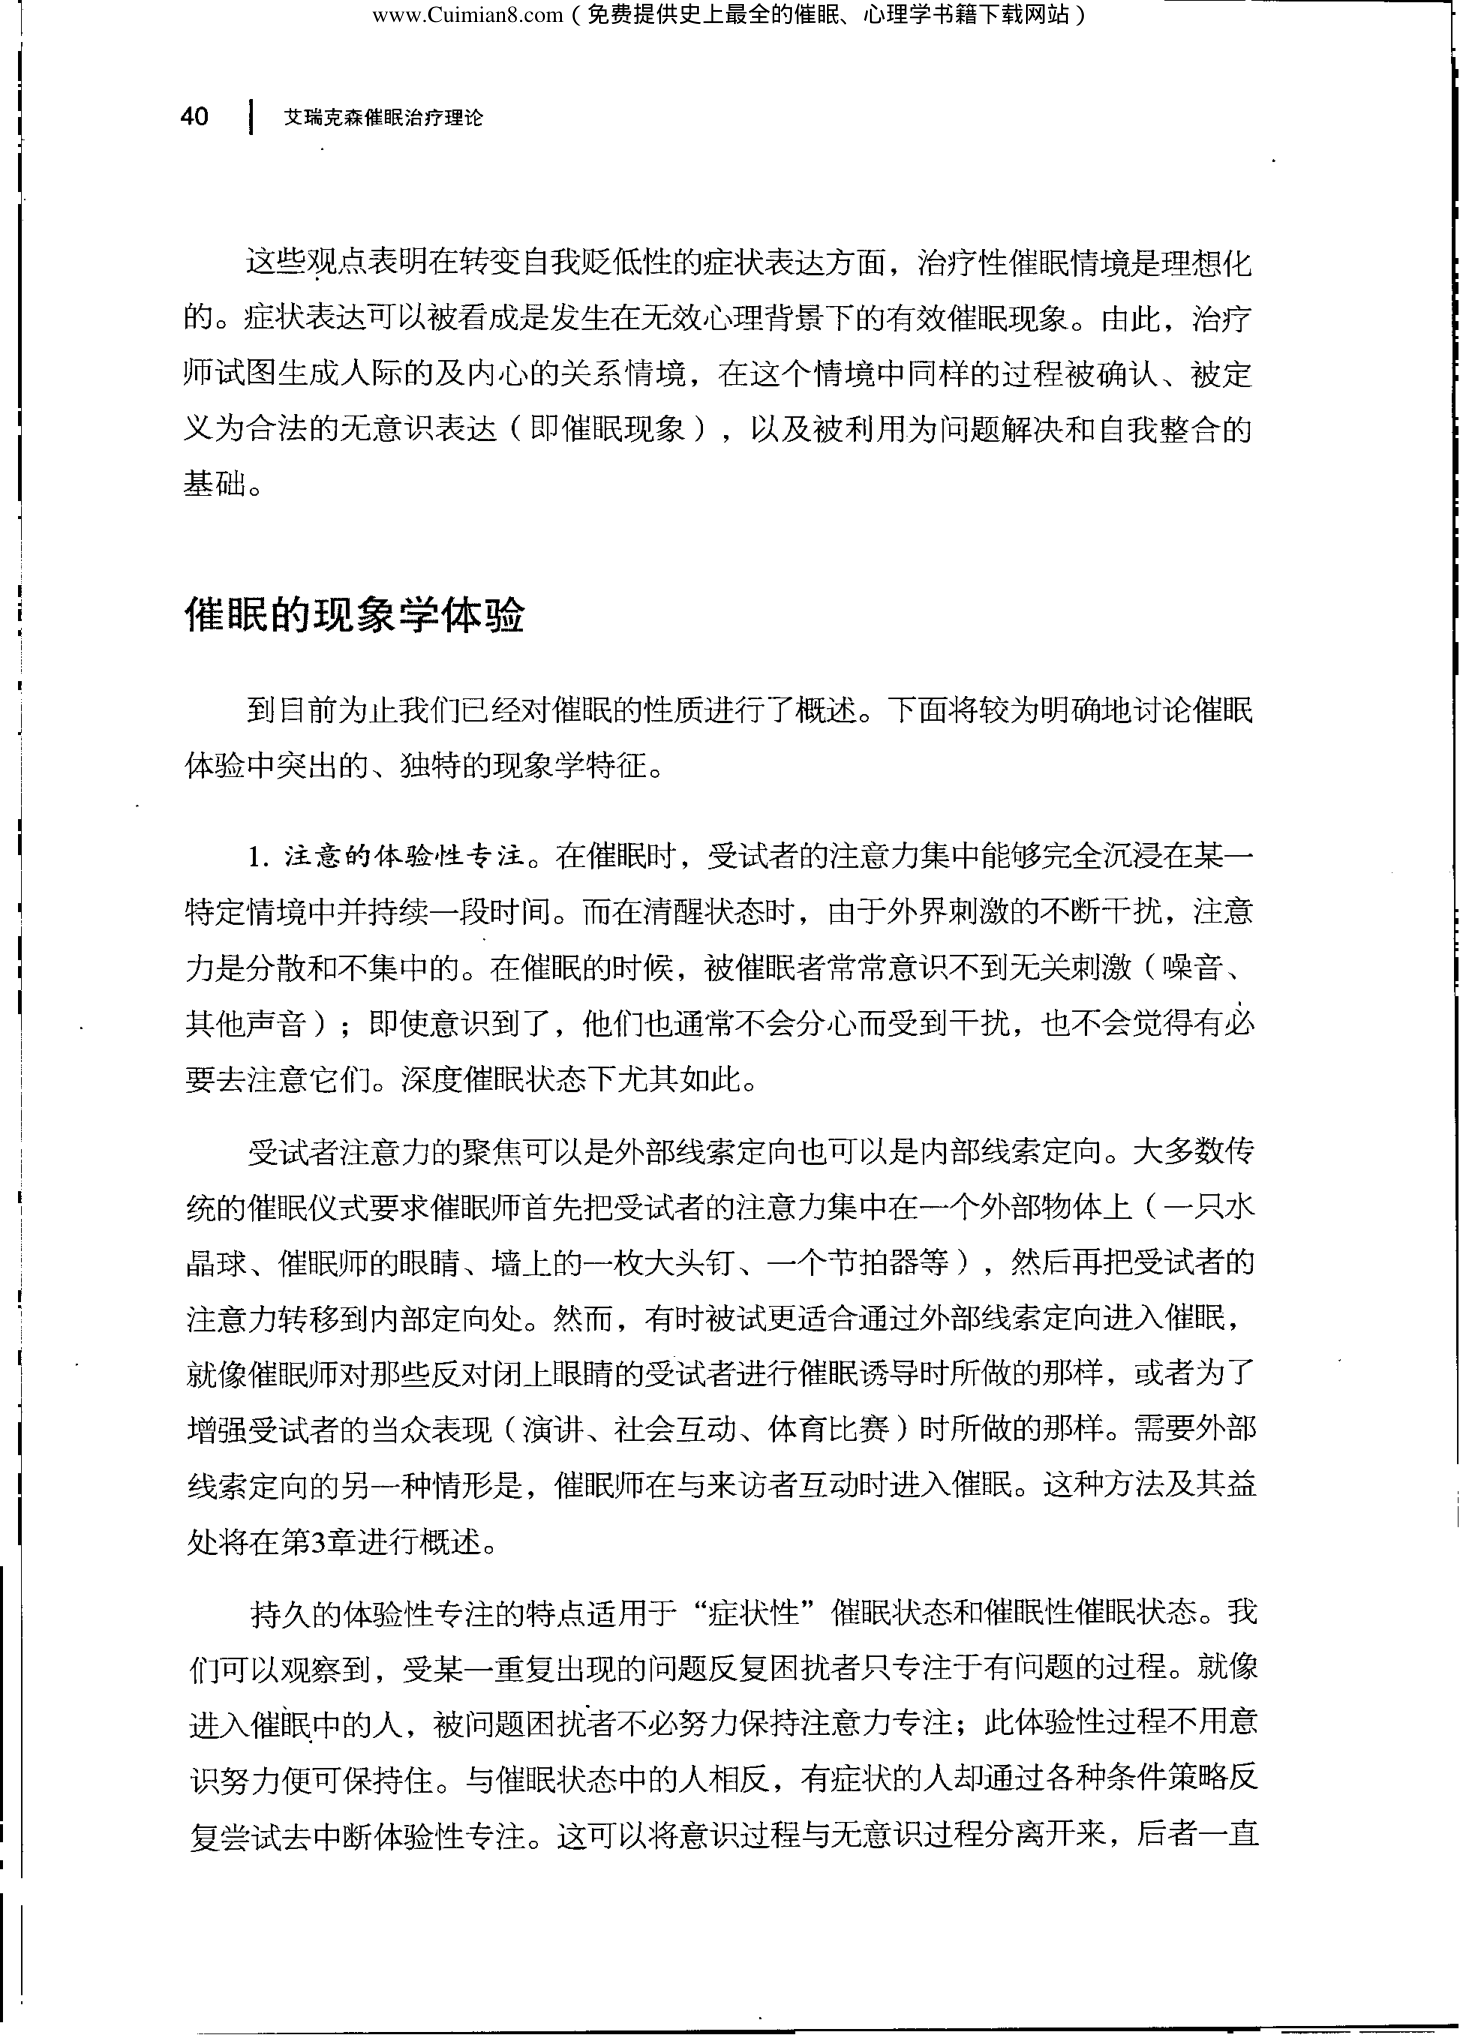 www.Cuimian8.com（免费提供史上最全的催眠、心理学书籍下载网站）
40 | 艾瑞克森催眠治疗理论
这些观点表明在转变自我贬低性的症状表达方面，治疗性催眠情境是理想化
的。症状表达可以被看成是发生在无效心理背景下的有效催眠现象。由此，治疗
师试图生成人际的及内心的关系情境，在这个情境中同样的过程被确认、被定
义为合法的无意识表达（即催眠现象），以及被利用为问题解决和自我整合的
基础。
催眠的现象学体验
到目前为止我们已经对催眠的性质进行了概述。下面将较为明确地讨论催眠
体验中突出的、独特的现象学特征。
1. 注意的体验性专注。在催眠时，受试者的注意力集中能够完全沉浸在某一
特定情境中并持续一段时间。而在清醒状态时，由于外界刺激的不断干扰，注意
力是分散和不集中的。在催眠的时候，被催眠者常常意识不到无关刺激（噪音、
其他声音）；即使意识到了，他们也通常不会分心而受到干扰，也不会觉得有必
要去注意它们。深度催眠状态下尤其如此。
受试者注意力的聚焦可以是外部线索定向也可以是内部线索定向。大多数传
统的催眠仪式要求催眠师首先把受试者的注意力集中在一个外部物体上（一只水
晶球、催眠师的眼睛、墙上的一枚大头钉、一个节拍器等），然后再把受试者的
注意力转移到内部定向处。然而，有时被试更适合通过外部线索定向进入催眠，
就像催眠师对那些反对闭上眼睛的受试者进行催眠诱导时所做的那样，或者为了
增强受试者的当众表现（演讲、社会互动、体育比赛）时所做的那样。需要外部
线索定向的另一种情形是，催眠师在与来访者互动时进入催眠。这种方法及其益
处将在第3章进行概述。
持久的体验性专注的特点适用于“症状性”催眠状态和催眠性催眠状态。我
们可以观察到，受某一重复出现的问题反复困扰者只专注于有问题的过程。就像
进入催眠中的人，被问题困扰者不必努力保持注意力专注；此体验性过程不用意
识努力便可保持住。与催眠状态中的人相反，有症状的人却通过各种条件策略反
复尝试去中断体验性专注。这可以将意识过程与无意识过程分离开来，后者一直